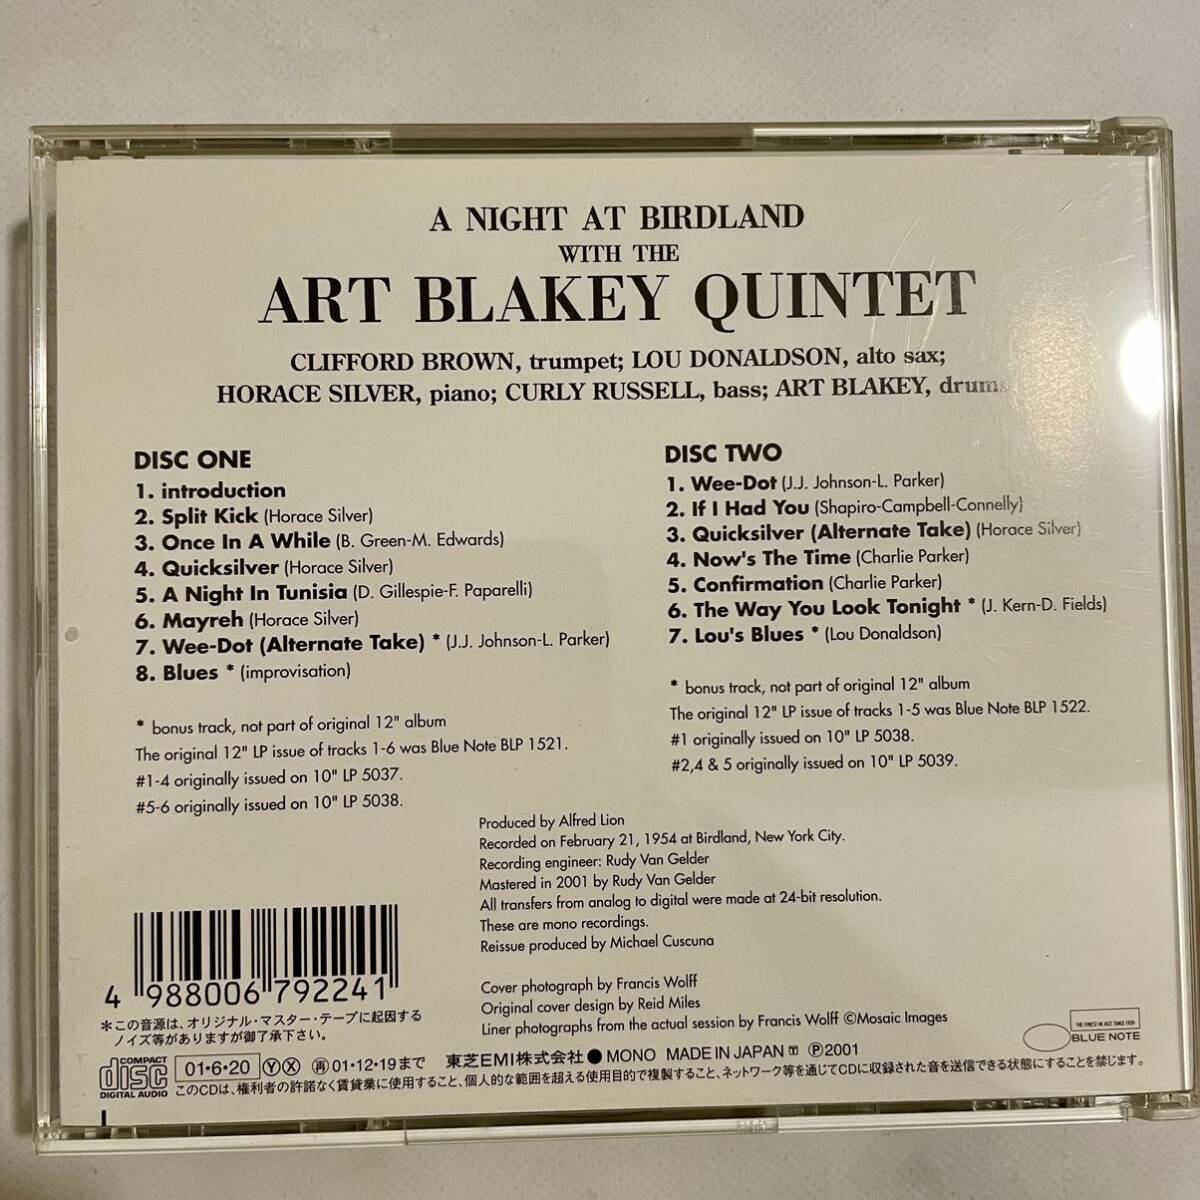 A NIGHT AT BIRDLAND
WITH THE
ART BLAKEY QUINTET
CLIFFORD BROWN, trumpet; LOU DONALDSON, alto sax;
HORACE SILVER, piano; CURLY RUSSELL, bass; ART BLAKEY, drums
DISC ONE
1. introduction
2. Split Kick (Horace Silver)
3. Once In A While (B. Green-M. Edwards)
4. Quicksilver (Horace Silver)
5. A Night In Tunisia (D. Gillespie-F. Paparelli)
6. Mayreh (Horace Silver)
7. Wee-Dot (Alternate Take) * (J.J. Johnson-L. Parker)
8. Blues * (improvisation)
* bonus track, not part of original 12" album
The original 12" LP issue of tracks 1-6 was Blue Note BLP 1521.
#1-4 originally issued on 10" LP 5037.
#5-6 originally issued on 10" LP 5038.
DISC TWO
1. Wee-Dot (J.J. Johnson-L. Parker)
2. If I Had You (Shapiro-Campbell-Connelly)
3. Quicksilver (Alternate Take) (Horace Silver)
4. Now's The Time (Charlie Parker)
5. Confirmation (Charlie Parker)
6. The Way You Look Tonight * (J. Kern-D. Fields)
7. Lou's Blues * (Lou Donaldson)
* bonus track, not part of original 12" album
The original 12" LP issue of tracks 1-5 was Blue Note BLP 1522.
#1 originally issued on 10" LP 5038.
#2,4 & 5 originally issued on 10" LP 5039.
Produced by Alfred Lion
Recorded on February 21, 1954 at Birdland, New York City.
Recording engineer: Rudy Van Gelder
Mastered in 2001 by Rudy Van Gelder
All transfers from analog to digital were made at 24-bit resolution.
These are mono recordings.
Reissue produced by Michael Cuscuna
Cover photograph by Francis Wolff
Original cover design by Reid Miles
Liner photographs from the actual session by Francis Wolff ©Mosaic Images
4 988006 792241
*この音源は、オリジナル・マスター・テープに起因する
ノイズ等がありますが御了承下さい。
THE FINEST IN JAZZ SINCE 1939
BLUE NOTE
COMPACT
disc
DIGITAL AUDIO
01・6・20 Ⓨ Ⓧ 再 01・12・19まで 東芝EMI株式会社 ● MONO MADE IN JAPAN ℗2001
このCDは、権利者の許諾なく賃貸業に使用すること、個人的な範囲を超える使用目的で複製すること、ネットワーク等を通じてCDに収録された音を送信できる状態にすることを禁じます。